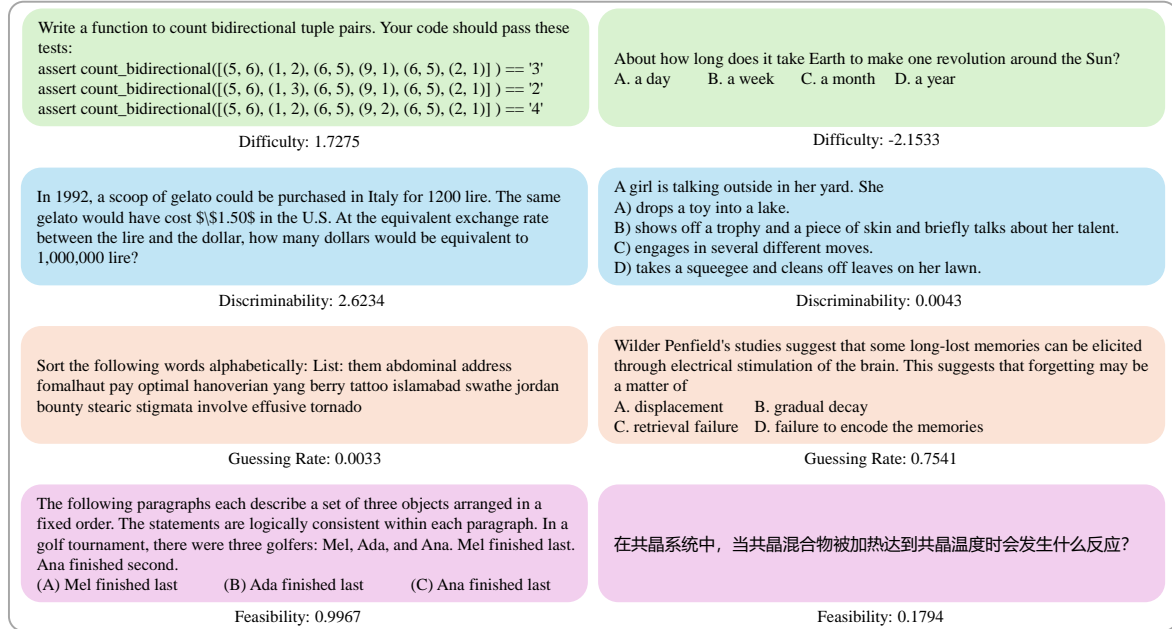 Write a function to count bidirectional tuple pairs. Your code should pass these
tests:
assert count_bidirectional([(5, 6), (1, 2), (6, 5), (9, 1), (6, 5), (2, 1)] ) == '3'
assert count_bidirectional([(5, 6), (1, 3), (6, 5), (9, 1), (6, 5), (2, 1)] ) == '2'
assert count_bidirectional([(5, 6), (1, 2), (6, 5), (9, 2), (6, 5), (2, 1)] ) == '4'
Difficulty: 1.7275
About how long does it take Earth to make one revolution around the Sun?
A. a day B. a week C. a month D. a year
Difficulty: -2.1533
In 1992, a scoop of gelato could be purchased in Italy for 1200 lire. The same
gelato would have cost $\$1.50$ in the U.S. At the equivalent exchange rate
between the lire and the dollar, how many dollars would be equivalent to
1,000,000 lire?
Discriminability: 2.6234
A girl is talking outside in her yard. She
A) drops a toy into a lake.
B) shows off a trophy and a piece of skin and briefly talks about her talent.
C) engages in several different moves.
D) takes a squeegee and cleans off leaves on her lawn.
Discriminability: 0.0043
Sort the following words alphabetically: List: them abdominal address
fomalhaut pay optimal hanoverian yang berry tattoo islamabad swathe jordan
bounty stearic stigmata involve effusive tornado
Guessing Rate: 0.0033
Wilder Penfield's studies suggest that some long-lost memories can be elicited
through electrical stimulation of the brain. This suggests that forgetting may be
a matter of
A. displacement B. gradual decay
C. retrieval failure D. failure to encode the memories
Guessing Rate: 0.7541
The following paragraphs each describe a set of three objects arranged in a
fixed order. The statements are logically consistent within each paragraph. In a
golf tournament, there were three golfers: Mel, Ada, and Ana. Mel finished last.
Ana finished second.
(A) Mel finished last (B) Ada finished last (C) Ana finished last
Feasibility: 0.9967
在共晶系统中，当共晶混合物被加热达到共晶温度时会发生什么反应？
Feasibility: 0.1794